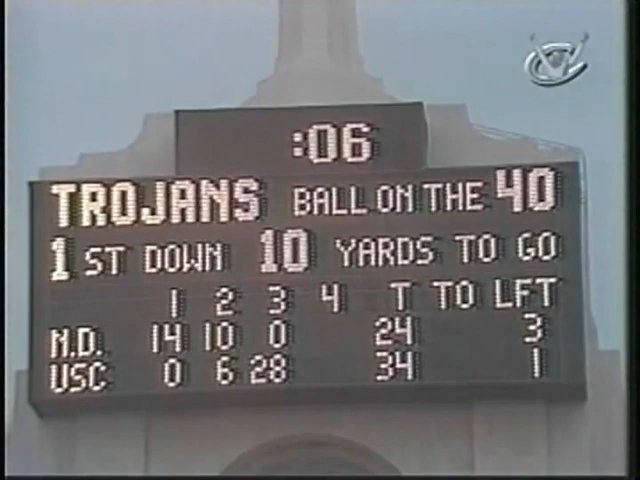 :06
TROJANS BALL ON THE 40
1 ST DOWN 10 YARDS TO GO
1 2 3 4 T TO LFT
N.D. 14 10 0 24 3
USC 0 6 28 34 1